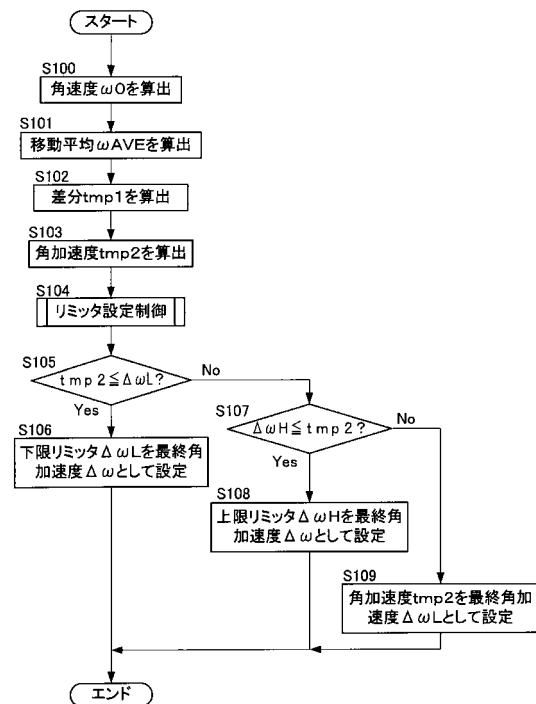 スタート
S100
角速度ω0を算出
S101
移動平均ωAVEを算出
S102
差分tmp1を算出
S103
角加速度tmp2を算出
S104
リミッタ設定制御
S105
tmp2≦ΔωL?
No
Yes
S106
下限リミッタΔωLを最終角
加速度Δωとして設定
S107
ΔωH≦tmp2?
No
Yes
S108
上限リミッタΔωHを最終角
加速度Δωとして設定
S109
角加速度tmp2を最終角加
速度ΔωLとして設定
エンド